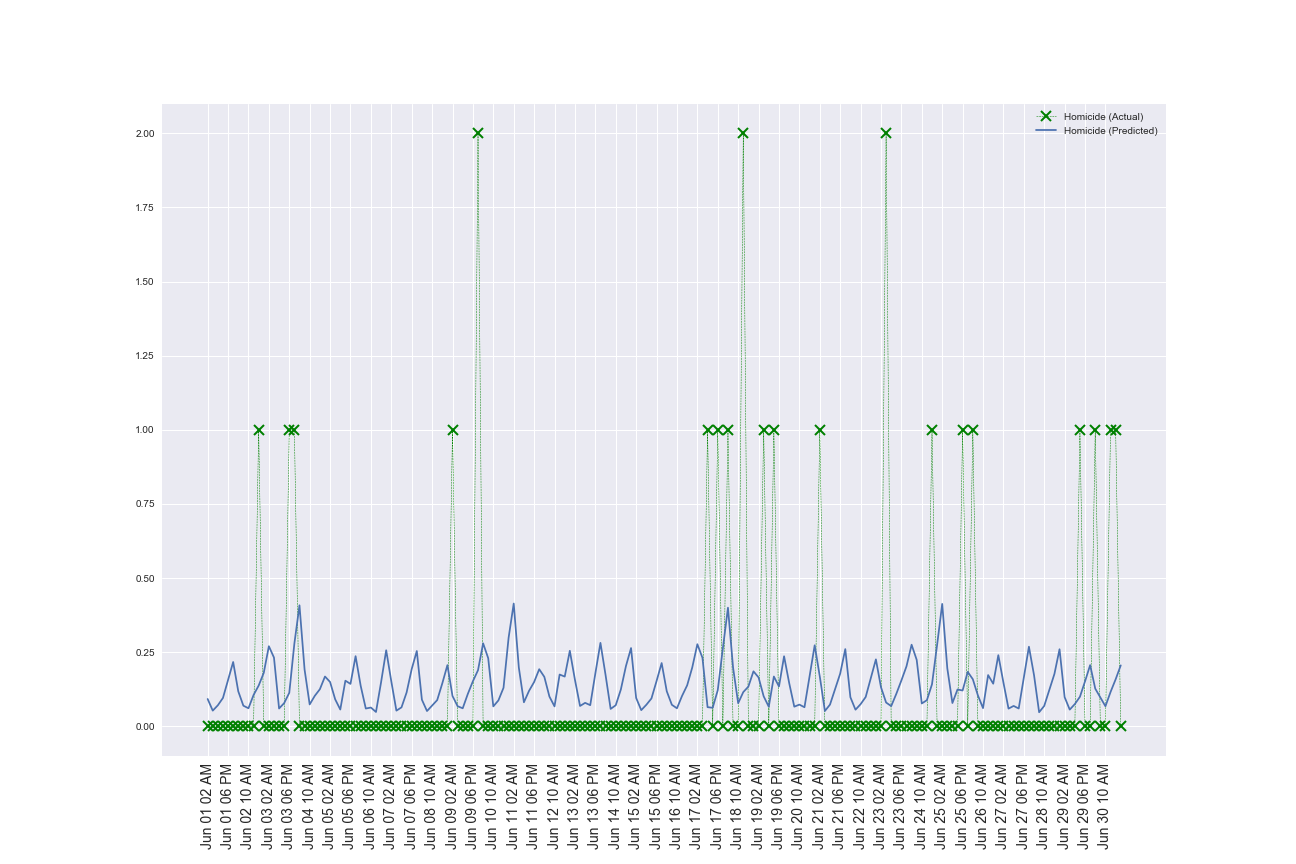 Homicide (Actual)
Homicide (Predicted)
2.00
1.75
1.50
1.25
1.00
0.75
0.50
0.25
0.00
Jun 01 02 AM
Jun 01 06 PM
Jun 02 10 AM
Jun 03 02 AM
Jun 03 06 PM
Jun 04 10 AM
Jun 05 02 AM
Jun 05 06 PM
Jun 06 10 AM
Jun 07 02 AM
Jun 07 06 PM
Jun 08 10 AM
Jun 09 02 AM
Jun 09 06 PM
Jun 10 10 AM
Jun 11 02 AM
Jun 11 06 PM
Jun 12 10 AM
Jun 13 02 AM
Jun 13 06 PM
Jun 14 10 AM
Jun 15 02 AM
Jun 15 06 PM
Jun 16 10 AM
Jun 17 02 AM
Jun 17 06 PM
Jun 18 10 AM
Jun 19 02 AM
Jun 19 06 PM
Jun 20 10 AM
Jun 21 02 AM
Jun 21 06 PM
Jun 22 10 AM
Jun 23 02 AM
Jun 23 06 PM
Jun 24 10 AM
Jun 25 02 AM
Jun 25 06 PM
Jun 26 10 AM
Jun 27 02 AM
Jun 27 06 PM
Jun 28 10 AM
Jun 29 02 AM
Jun 29 06 PM
Jun 30 10 AM